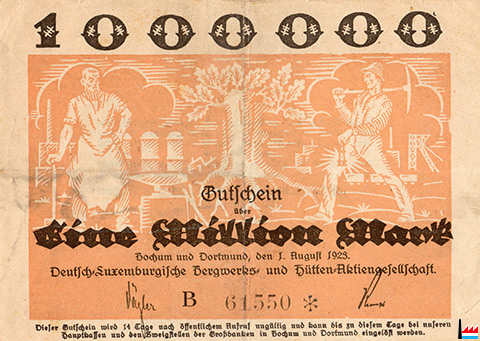 1000000
Gutschein
über
Eine Million Mark
Bochum und Dortmund, den 1. August 1923.
Deutsch-Luxemburgische Bergwerks- und Hütten-Aktiengesellschaft.
Vögler B 61550 *
Dieser Gutschein wird 14 Tage nach öffentlichem Aufruf ungültig und kann bis zu diesem Tage bei unseren
Hauptkassen und den Zweigstellen der Großbanken in Bochum und Dortmund eingelöst werden.